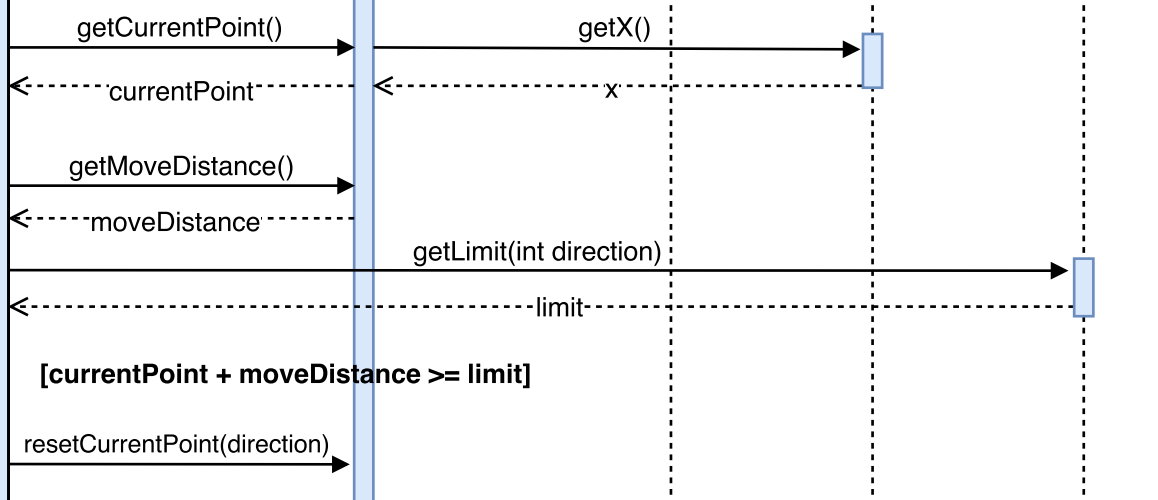 getCurrentPoint()
getX()
currentPoint
x
getMoveDistance()
moveDistance
getLimit(int direction)
limit
[currentPoint + moveDistance >= limit]
resetCurrentPoint(direction)